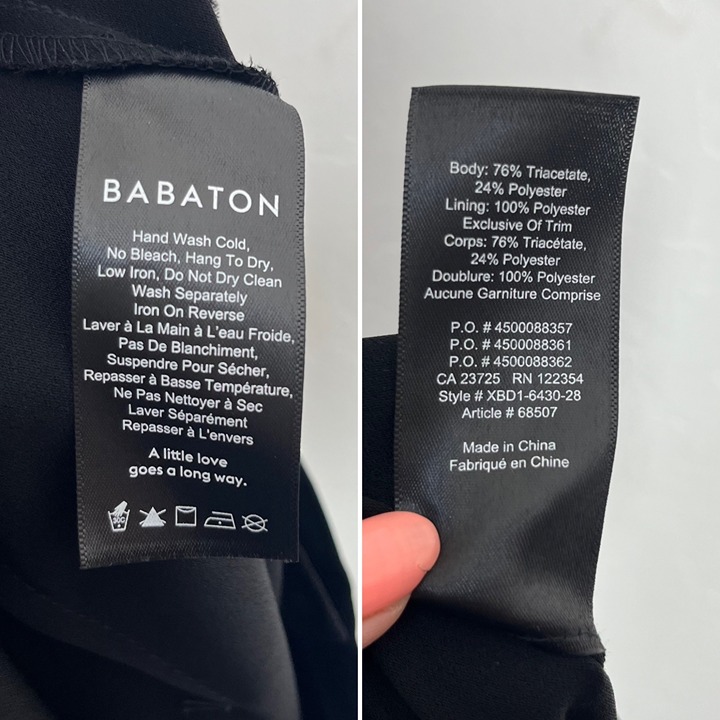 BABATON
Hand Wash Cold,
No Bleach, Hang To Dry,
Low Iron, Do Not Dry Clean
Wash Separately
Iron On Reverse
Laver à La Main à L'eau Froide,
Pas De Blanchiment,
Suspendre Pour Sécher,
Repasser à Basse Température,
Ne Pas Nettoyer à Sec
Laver Séparément
Repasser à L'envers
A little love
goes a long way.
30C
Body: 76% Triacetate,
24% Polyester
Lining: 100% Polyester
Exclusive Of Trim
Corps: 76% Triacétate,
24% Polyester
Doublure: 100% Polyester
Aucune Garniture Comprise
P.O. # 4500088357
P.O. # 4500088361
P.O. # 4500088362
CA 23725 RN 122354
Style # XBD1-6430-28
Article # 68507
Made in China
Fabriqué en Chine